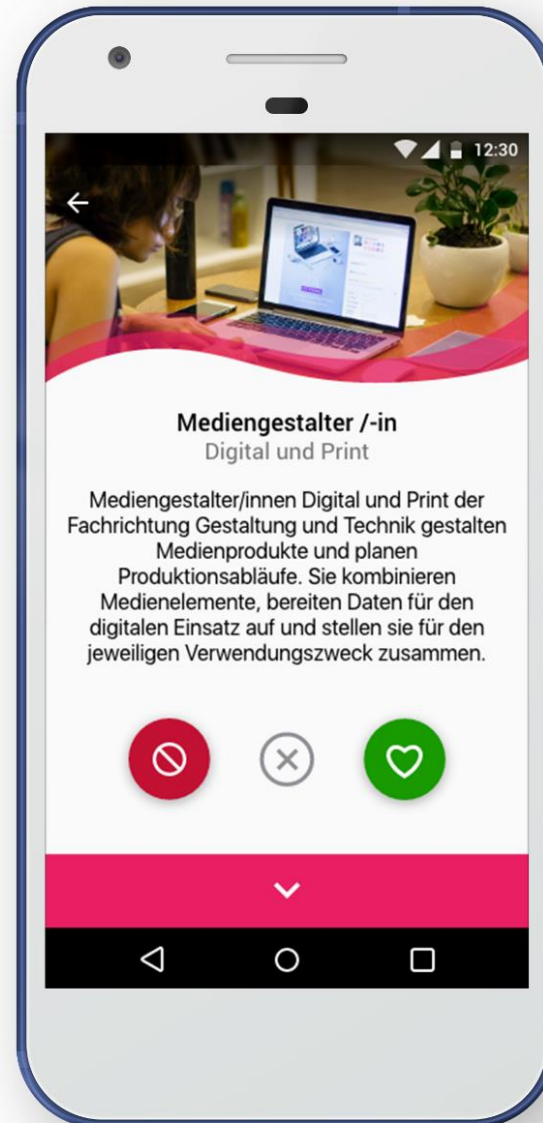 12:30
Mediengestalter /-in
Digital und Print
Mediengestalter/innen Digital und Print der
Fachrichtung Gestaltung und Technik gestalten
Medienprodukte und planen
Produktionsabläufe. Sie kombinieren
Medienelemente, bereiten Daten für den
digitalen Einsatz auf und stellen sie für den
jeweiligen Verwendungszweck zusammen.